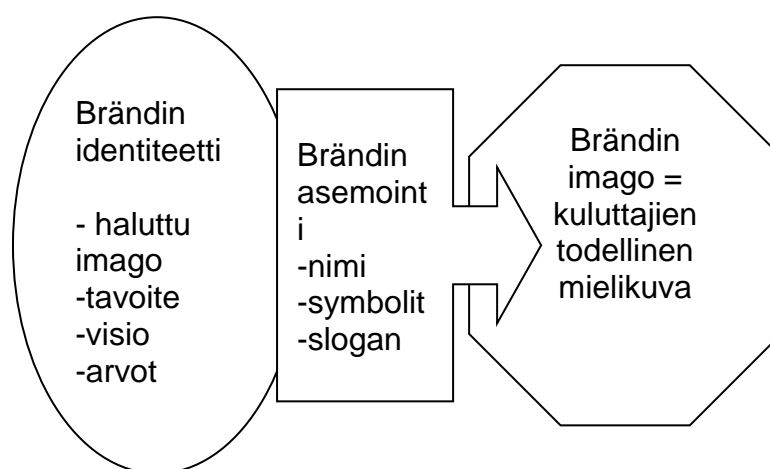 Brändin
identiteetti
- haluttu
imago
-tavoite
-visio
-arvot
Brändin
asemoint
i
-nimi
-symbolit
-slogan
Brändin
imago =
kuluttajien
todellinen
mielikuva